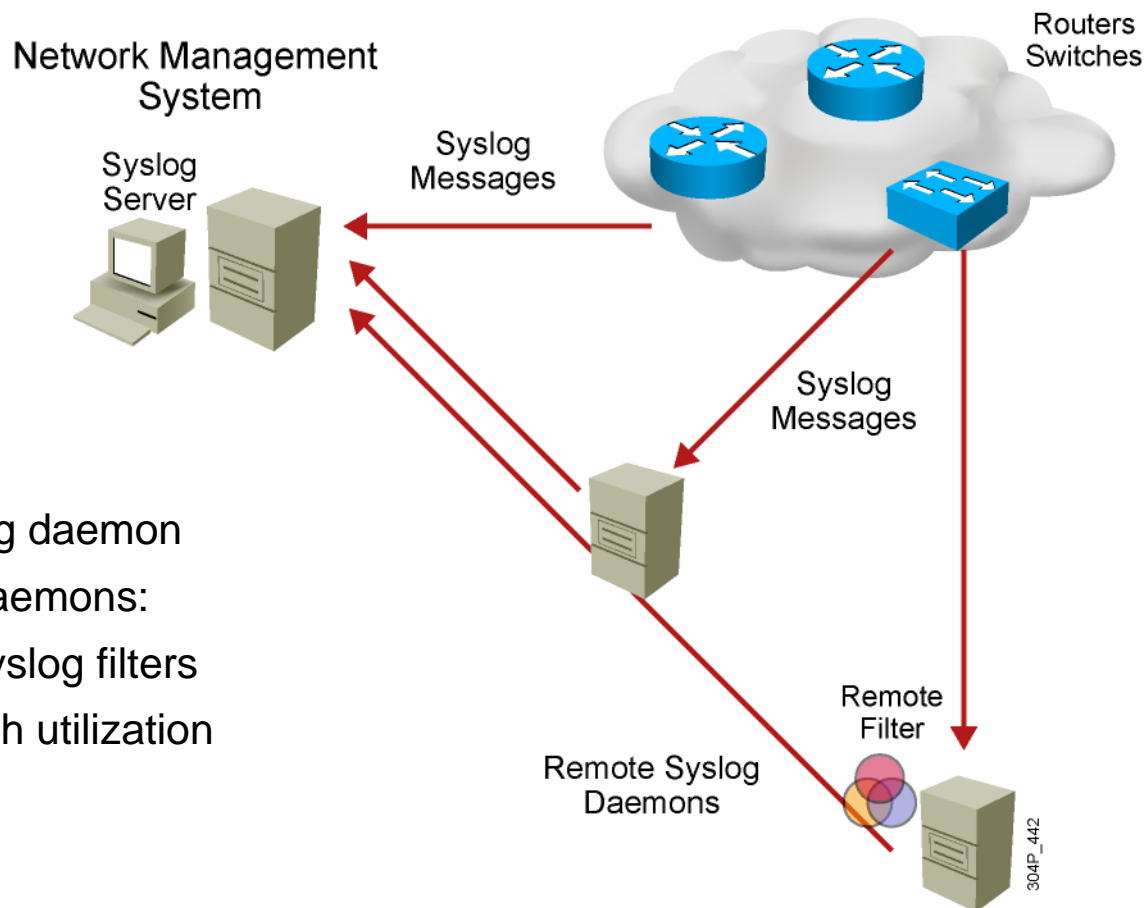 Network Management
System
Syslog
Server
Syslog
Messages
Routers
Switches
Syslog
Messages
g daemon
aemons:
yslog filters
h utilization
Remote
Filter
Remote Syslog
Daemons
304P_442